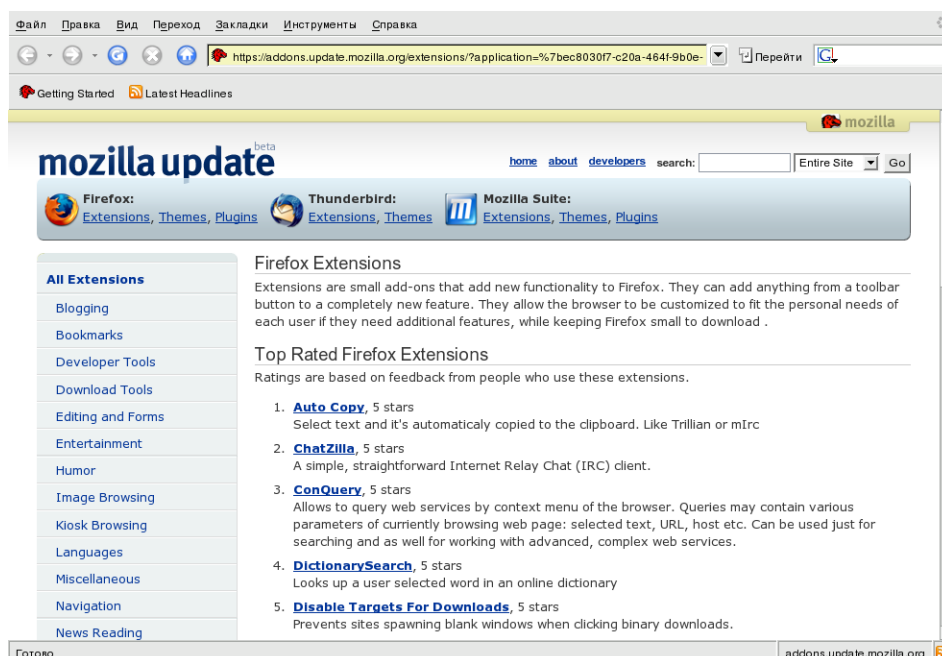 Файл Правка Вид Переход Закладки Инструменты Справка
https://addons.update.mozilla.org/extensions/?application=%7bec8030f7-c20a-464f-9b0e- Перейти G
Getting Started Latest Headlines
mozilla
mozilla update beta
home about developers search: Entire Site Go
Firefox:
Extensions, Themes, Plugins
Thunderbird:
Extensions, Themes
m
Mozilla Suite:
Extensions, Themes, Plugins
All Extensions
Blogging
Bookmarks
Developer Tools
Download Tools
Editing and Forms
Entertainment
Humor
Image Browsing
Kiosk Browsing
Languages
Miscellaneous
Navigation
News Reading
Firefox Extensions
Extensions are small add-ons that add new functionality to Firefox. They can add anything from a toolbar
button to a completely new feature. They allow the browser to be customized to fit the personal needs of
each user if they need additional features, while keeping Firefox small to download .
Top Rated Firefox Extensions
Ratings are based on feedback from people who use these extensions.
1. Auto Copy, 5 stars
Select text and it's automaticaly copied to the clipboard. Like Trillian or mIrc
2. ChatZilla, 5 stars
A simple, straightforward Internet Relay Chat (IRC) client.
3. ConQuery, 5 stars
Allows to query web services by context menu of the browser. Queries may contain various
parameters of currently browsing web page: selected text, URL, host etc. Can be used just for
searching and as well for working with advanced, complex web services.
4. DictionarySearch, 5 stars
Looks up a user selected word in an online dictionary
5. Disable Targets For Downloads, 5 stars
Prevents sites spawning blank windows when clicking binary downloads.
Готово addons.update.mozilla.org